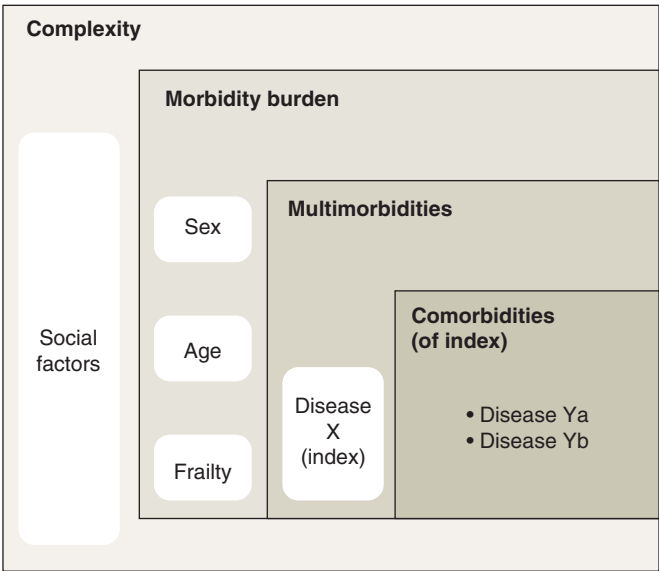 Complexity
Morbidity burden
Multimorbidities
Comorbidities
(of index)
Social
factors
Sex
Age
Frailty
Disease
X
(index)
• Disease Ya
• Disease Yb